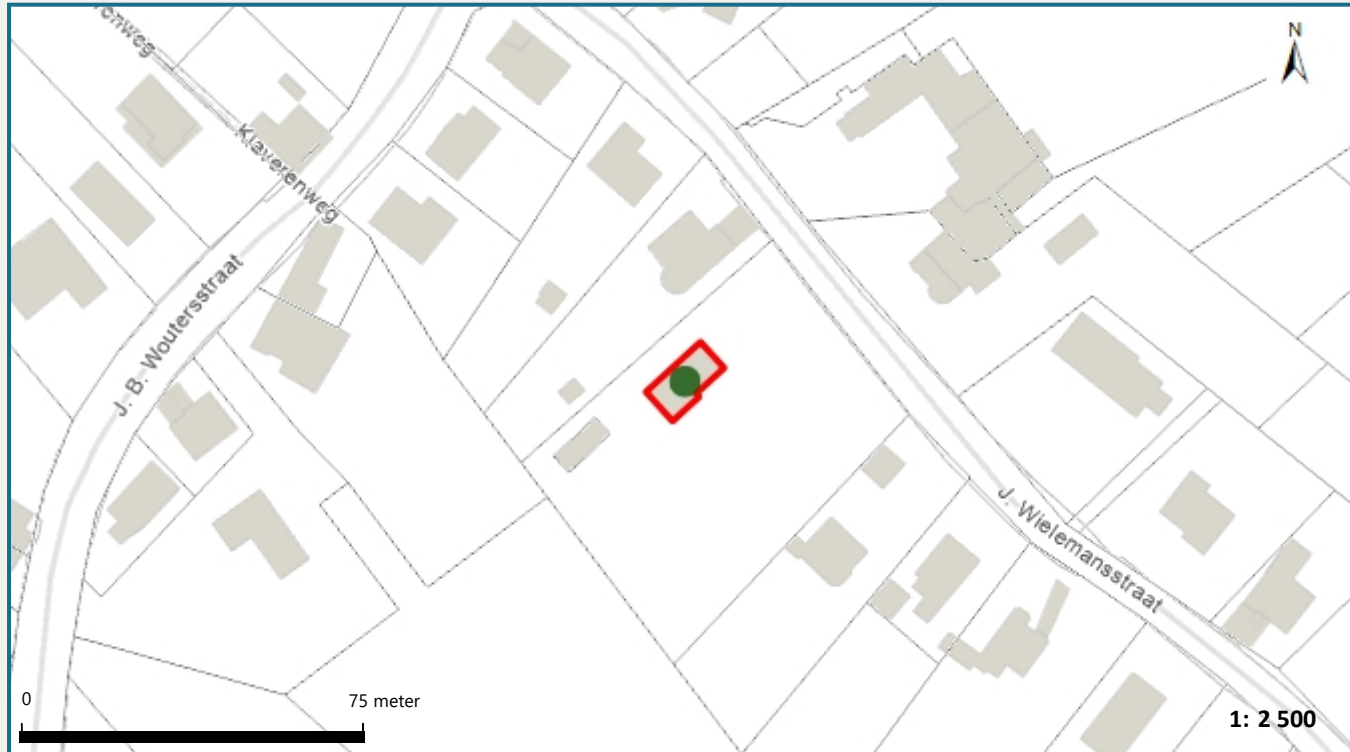 N
Klaverenweg
J. B. Woutersstraat
J. Wielemansstraat
0
75 meter
1: 2 500